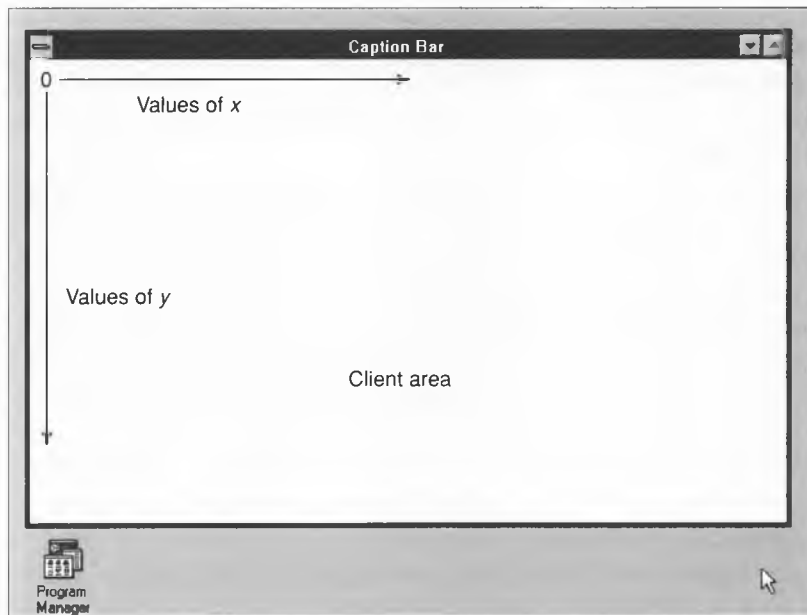 Caption Bar
0
Values of x
Values of y
Client area
Program
Manager